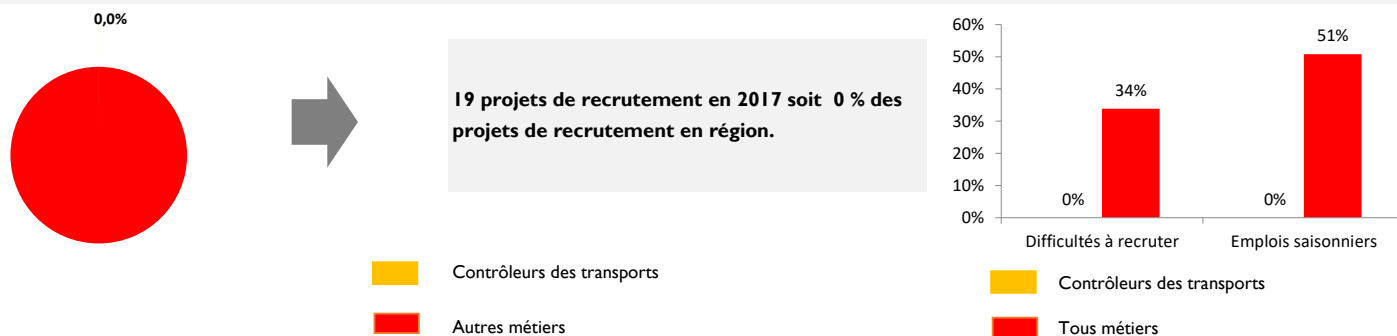 0,0%
19 projets de recrutement en 2017 soit 0 % des
projets de recrutement en région.
Contrôleurs des transports
Autres métiers
60%
50%
40%
30%
20%
10%
0%
0%
34%
0%
51%
Difficultés à recruter
Emplois saisonniers
Contrôleurs des transports
Tous métiers